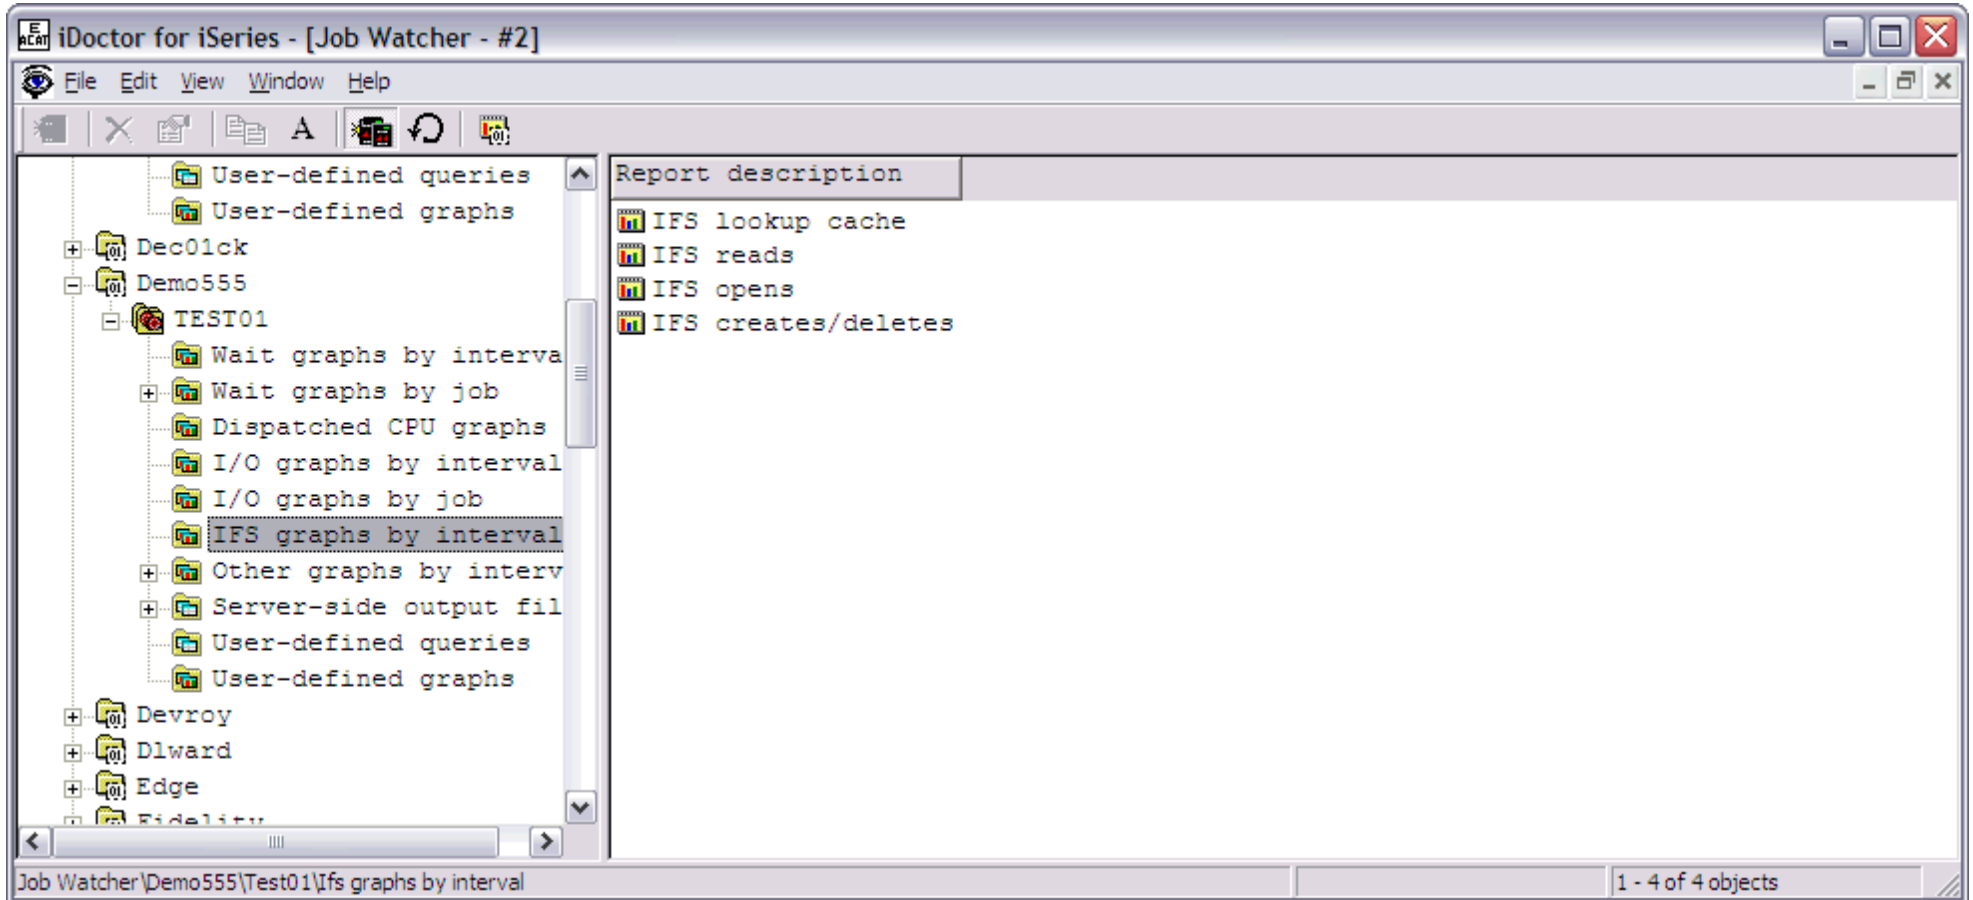 iDoctor for iSeries - [Job Watcher - #2]
File Edit View Window Help
User-defined queries
User-defined graphs
Dec01ck
Demo555
TEST01
Wait graphs by interva
Wait graphs by job
Dispatched CPU graphs
I/O graphs by interval
I/O graphs by job
IFS graphs by interval
Other graphs by interv
Server-side output fil
User-defined queries
User-defined graphs
Devroy
Dlward
Edge
Fidelity
Report description
IFS lookup cache
IFS reads
IFS opens
IFS creates/deletes
Job Watcher\Demo555\Test01\Ifs graphs by interval
1 - 4 of 4 objects